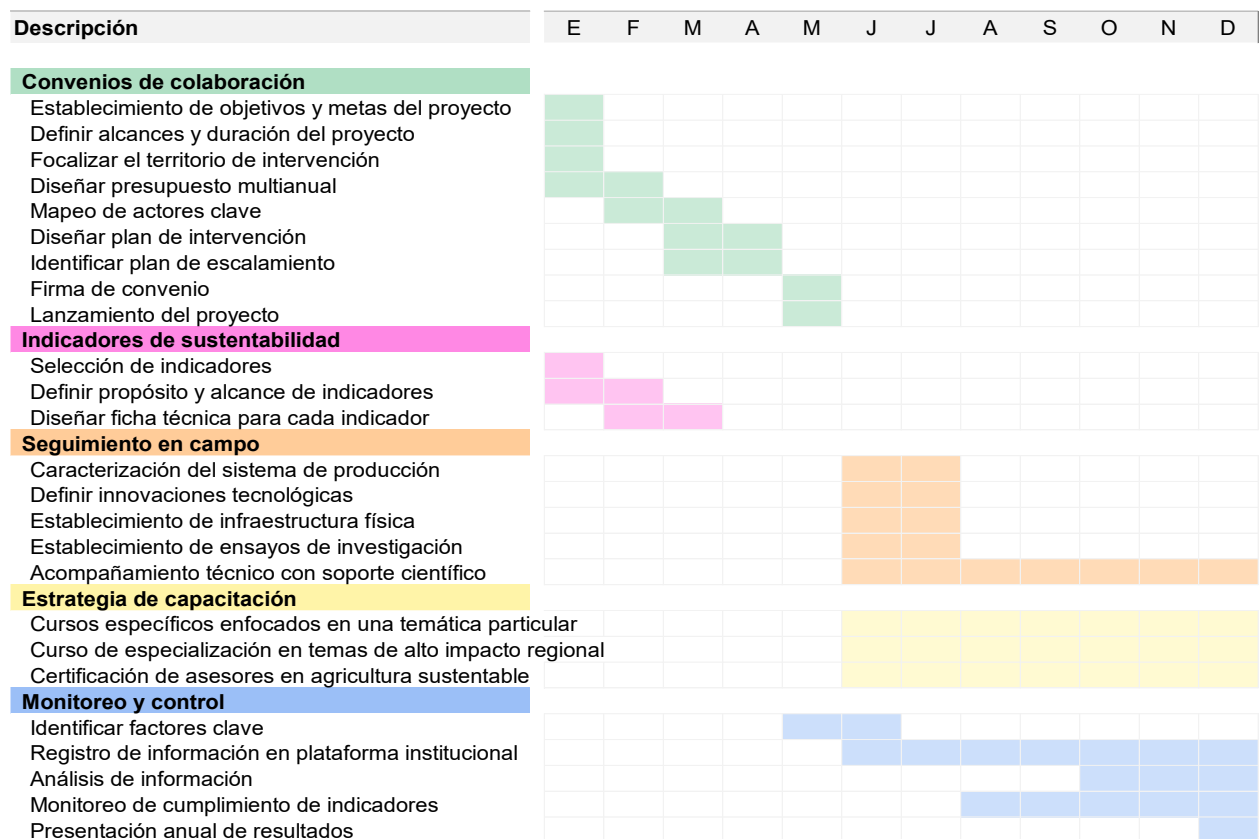 Descripción E F M A M J J A S O N D
Convenios de colaboración
Establecimiento de objetivos y metas del proyecto
Definir alcances y duración del proyecto
Focalizar el territorio de intervención
Diseñar presupuesto multianual
Mapeo de actores clave
Diseñar plan de intervención
Identificar plan de escalamiento
Firma de convenio
Lanzamiento del proyecto
Indicadores de sustentabilidad
Selección de indicadores
Definir propósito y alcance de indicadores
Diseñar ficha técnica para cada indicador
Seguimiento en campo
Caracterización del sistema de producción
Definir innovaciones tecnológicas
Establecimiento de infraestructura física
Establecimiento de ensayos de investigación
Acompañamiento técnico con soporte científico
Estrategia de capacitación
Cursos específicos enfocados en una temática particular
Curso de especialización en temas de alto impacto regional
Certificación de asesores en agricultura sustentable
Monitoreo y control
Identificar factores clave
Registro de información en plataforma institucional
Análisis de información
Monitoreo de cumplimiento de indicadores
Presentación anual de resultados